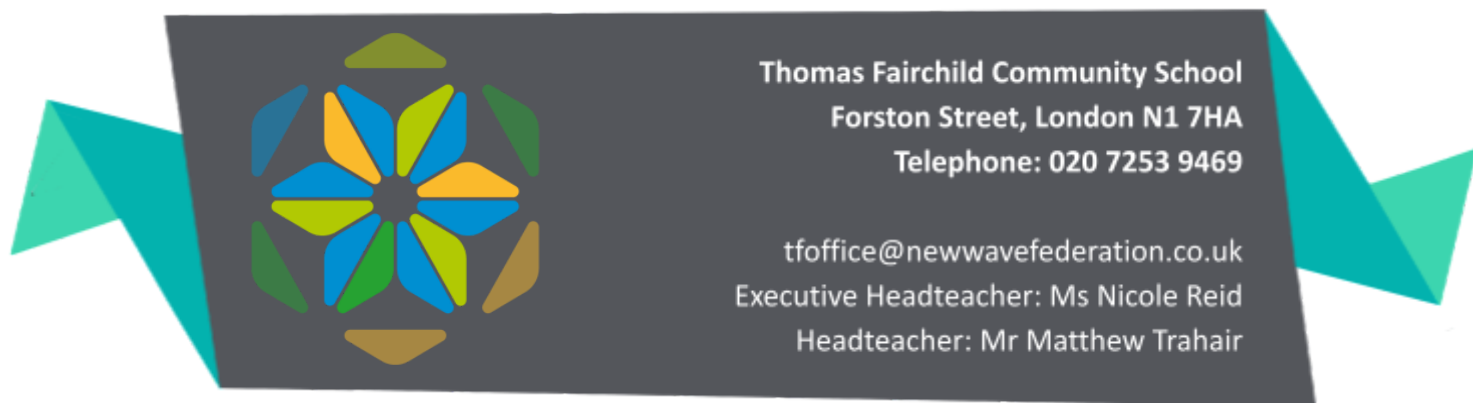 Thomas Fairchild Community School
Forston Street, London N1 7HA
Telephone: 020 7253 9469
tfoffice@newwavefederation.co.uk
Executive Headteacher: Ms Nicole Reid
Headteacher: Mr Matthew Trahair